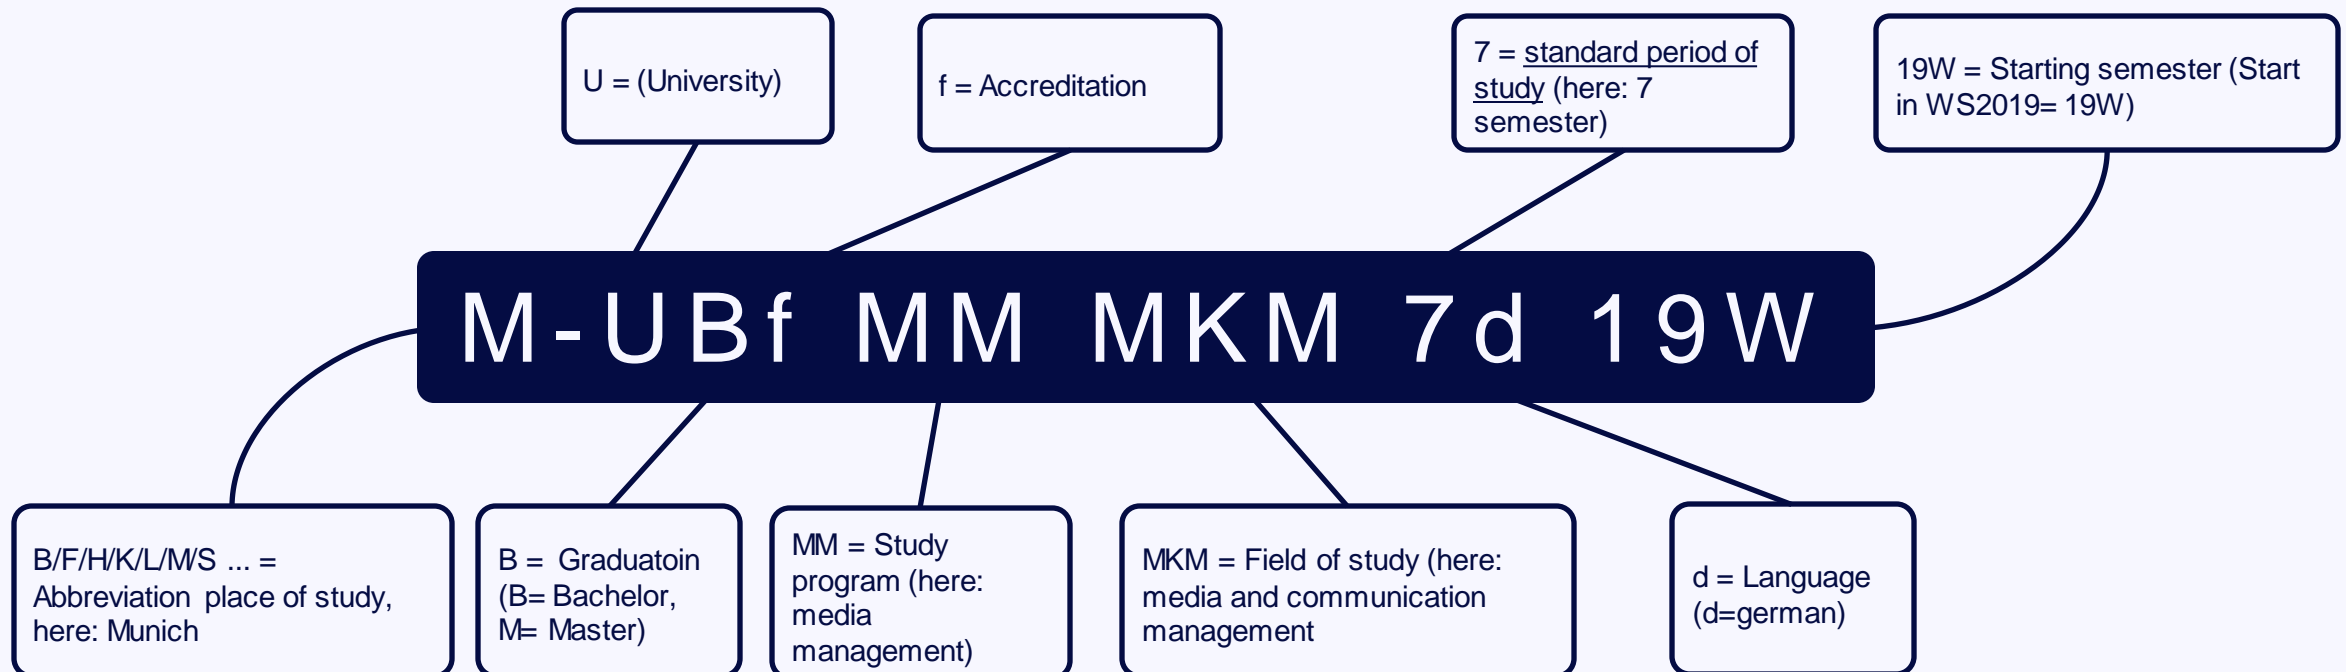 U = (University)
f = Accreditation
7 = standard period of
study (here: 7
semester)
19W = Starting semester (Start
in WS2019= 19W)
M-UBf MM MKM 7d 19W
B/F/H/K/L/M/S ... =
Abbreviation place of study,
here: Munich
B = Graduatoin
(B= Bachelor,
M= Master)
MM = Study
program (here:
media
management)
MKM = Field of study (here:
media and communication
management
d = Language
(d=german)